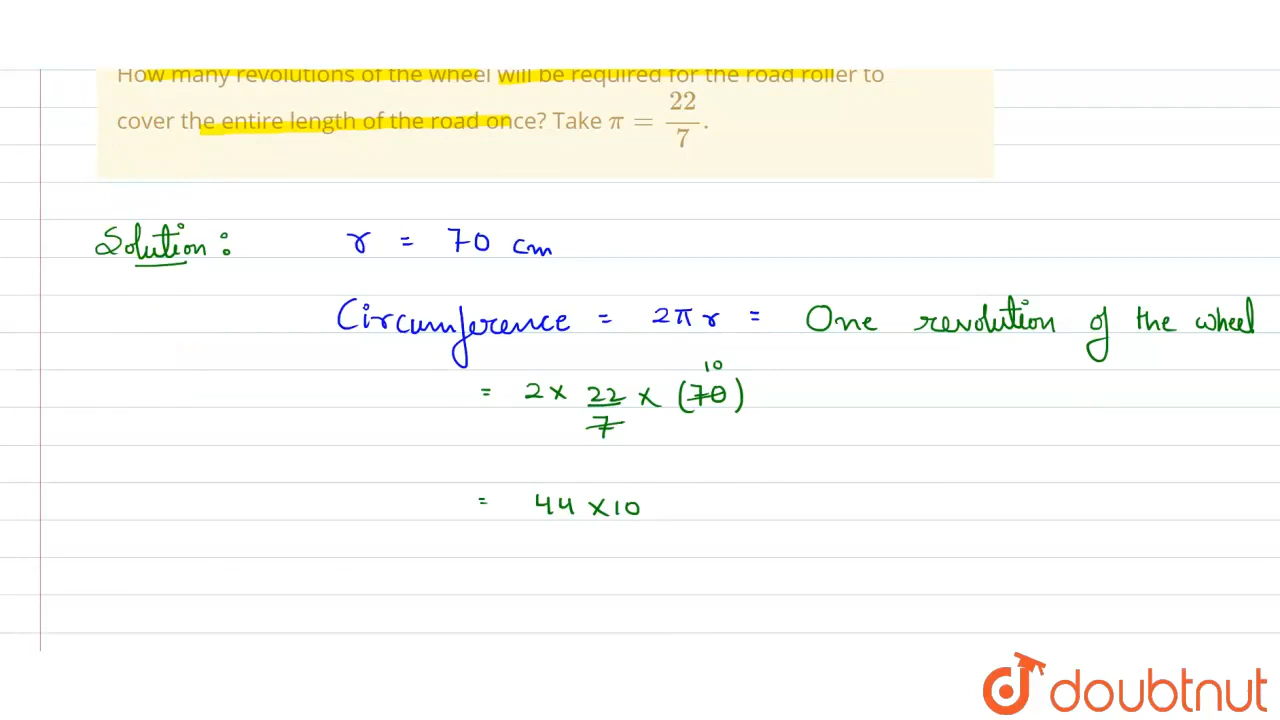 How many revolutions of the wheel will be required for the road roller to
cover the entire length of the road once? Take π = 22/7.
Solution: r = 70 cm
Circumference = 2πr = One revolution of the wheel
= 2 × 22/7 × (70) 10
= 44 × 10
doubtnut